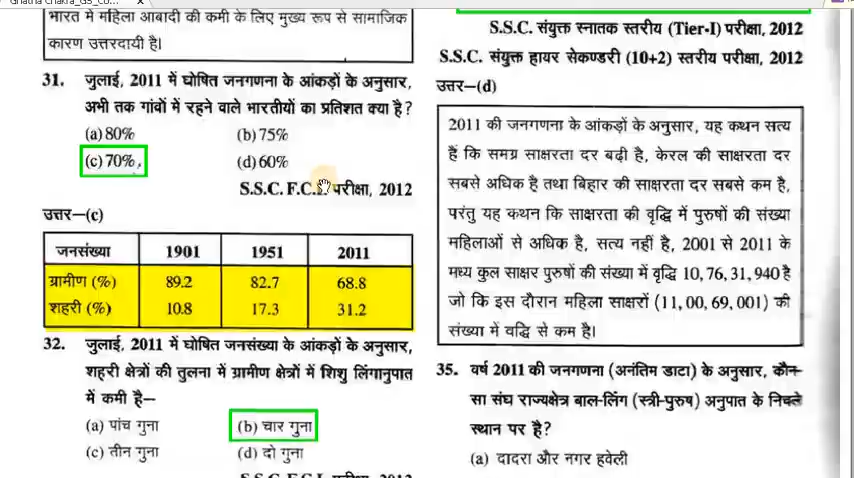 Ghatna Chakra_GS_Co...
भारत मे महिला आबादी की कमी के लिए मुख्य रूप से सामाजिक
कारण उत्तरदायी है।
31. जुलाई, 2011 में घोषित जनगणना के आंकड़ों के अनुसार,
अभी तक गांवों में रहने वाले भारतीयों का प्रतिशत क्या है?
(a) 80% (b) 75%
(c) 70% (d) 60%
S.S.C. F.C.I. परीक्षा, 2012
उत्तर–(c)
जनसंख्या 1901 1951 2011
ग्रामीण (%) 89.2 82.7 68.8
शहरी (%) 10.8 17.3 31.2
32. जुलाई, 2011 में घोषित जनसंख्या के आंकड़ों के अनुसार,
शहरी क्षेत्रों की तुलना में ग्रामीण क्षेत्रों में शिशु लिंगानुपात
में कमी है–
(a) पांच गुना (b) चार गुना
(c) तीन गुना (d) दो गुना
S.S.C. F.C.I. परीक्षा, 2012
S.S.C. संयुक्त स्नातक स्तरीय (Tier-I) परीक्षा, 2012
S.S.C. संयुक्त हायर सेकण्डरी (10+2) स्तरीय परीक्षा, 2012
उत्तर–(d)
2011 की जनगणना के आंकड़ों के अनुसार, यह कथन सत्य
है कि समग्र साक्षरता दर बढ़ी है, केरल की साक्षरता दर
सबसे अधिक है तथा बिहार की साक्षरता दर सबसे कम है,
परंतु यह कथन कि साक्षरता की वृद्धि में पुरुषों की संख्या
महिलाओं से अधिक है, सत्य नहीं है, 2001 से 2011 के
मध्य कुल साक्षर पुरुषों की संख्या में वृद्धि 10,76,31,940 है
जो कि इस दौरान महिला साक्षरों (11,00,69,001) की
संख्या में वृद्धि से कम है।
35. वर्ष 2011 की जनगणना (अनंतिम डाटा) के अनुसार, कौन-
सा संघ राज्यक्षेत्र बाल-लिंग (स्त्री-पुरुष) अनुपात के निचले
स्थान पर है?
(a) दादरा और नगर हवेली